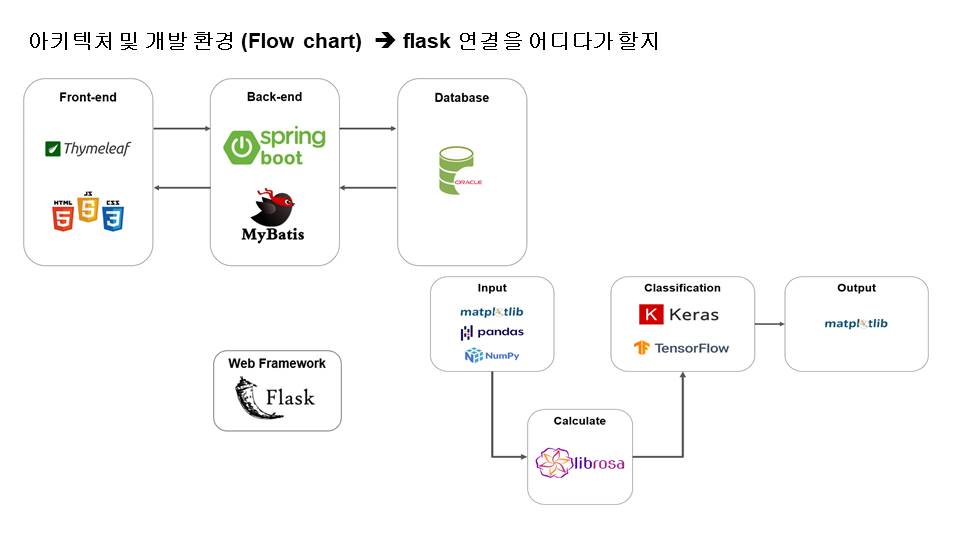 아키텍처 및 개발 환경 (Flow chart) ➔ flask 연결을 어디다가 할지
Front-end
Thymeleaf
HTML
JS
CSS
5
5
3
Back-end
spring
boot
MyBatis
Database
ORACLE
Input
matplotlib
pandas
NumPy
Classification
K Keras
TensorFlow
Output
matplotlib
Web Framework
Flask
Calculate
librosa